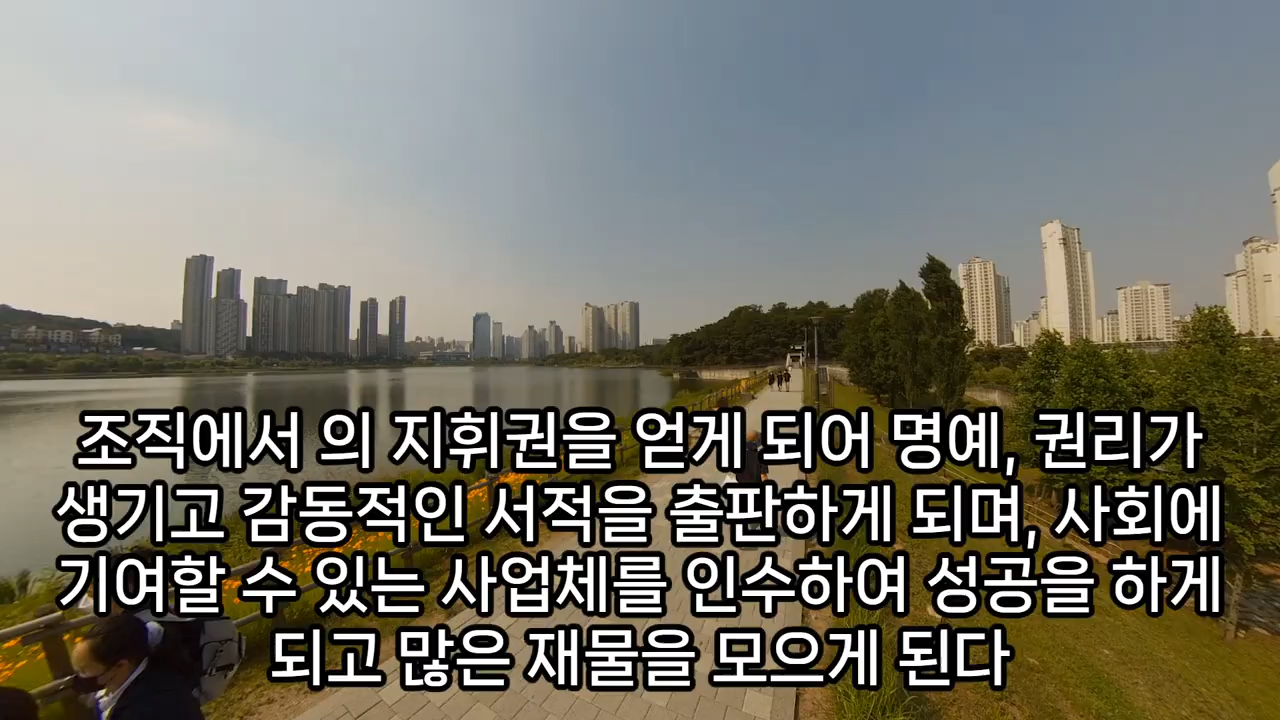 조직에서 의 지휘권을 얻게 되어 명예, 권리가
생기고 감동적인 서적을 출판하게 되며, 사회에
기여할 수 있는 사업체를 인수하여 성공을 하게
되고 많은 재물을 모으게 된다